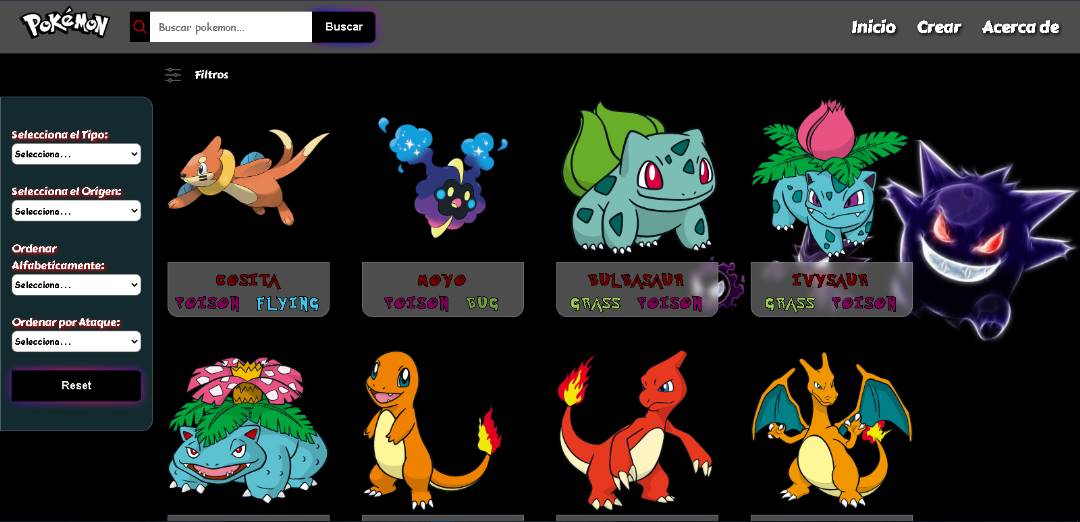 POKéMON
Buscar pokemon...
Buscar
Inicio
Crear
Acerca de
Filtros
Selecciona el Tipo:
Selecciona...
Selecciona el Origen:
Selecciona...
Ordenar
Alfabeticamente:
Selecciona...
Ordenar por Ataque:
Selecciona...
Reset
COSITA
POISON FLYING
MOYO
POISON BUG
BULBASAUR
GRASS POISON
IVYSAUR
GRASS POISON